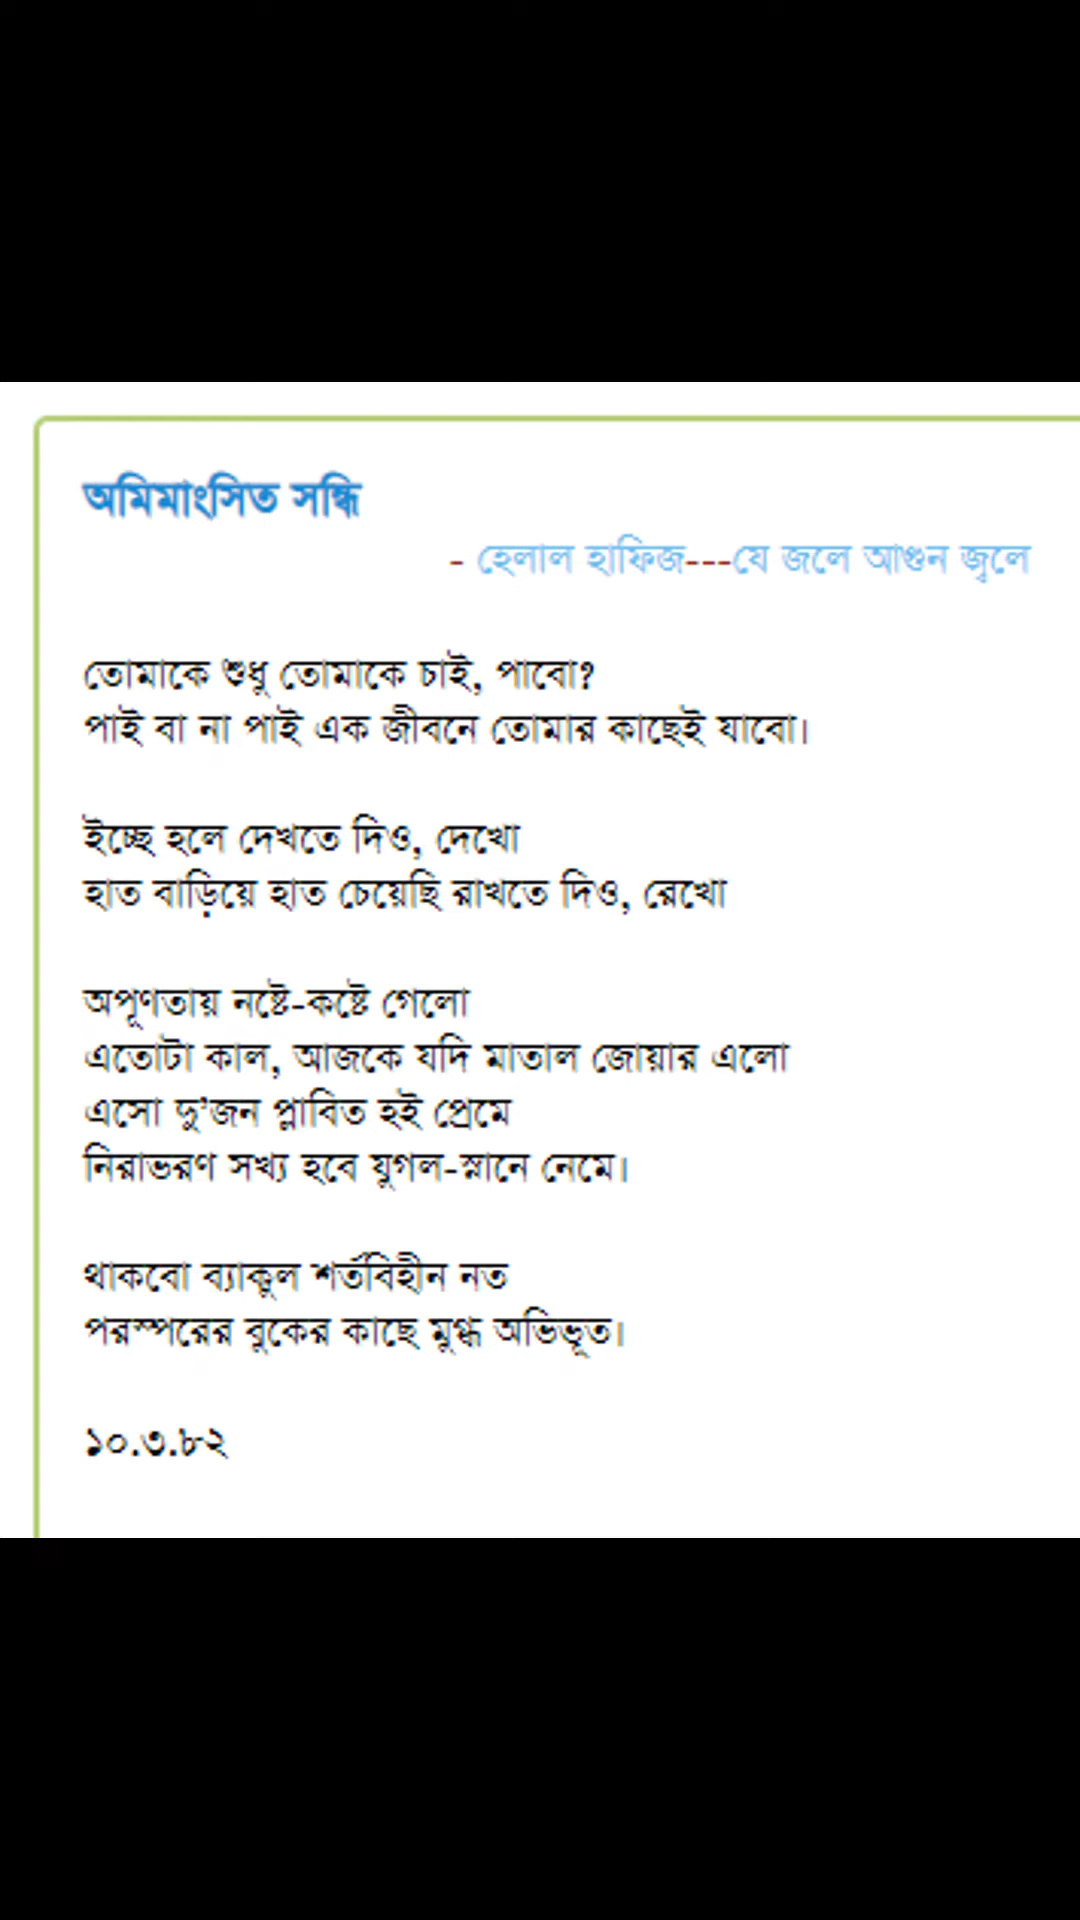 অমিমাংসিত সন্ধি
- হেলাল হাফিজ---যে জলে আগুন জ্বলে
তোমাকে শুধু তোমাকে চাই, পাবো?
পাই বা না পাই এক জীবনে তোমার কাছেই যাবো।
ইচ্ছে হলে দেখতে দিও, দেখো
হাত বাড়িয়ে হাত চেয়েছি রাখতে দিও, রেখো
অপূণতায় নষ্টে-কষ্টে গেলো
এতোটা কাল, আজকে যদি মাতাল জোয়ার এলো
এসো দু’জন প্লাবিত হই প্রেমে
নিরাভরণ সখ্য হবে যুগল-স্নানে নেমে।
থাকবো ব্যাকুল শর্তবিহীন নত
পরস্পরের বুকের কাছে মুগ্ধ অভিভূত।
১০.৩.৮২